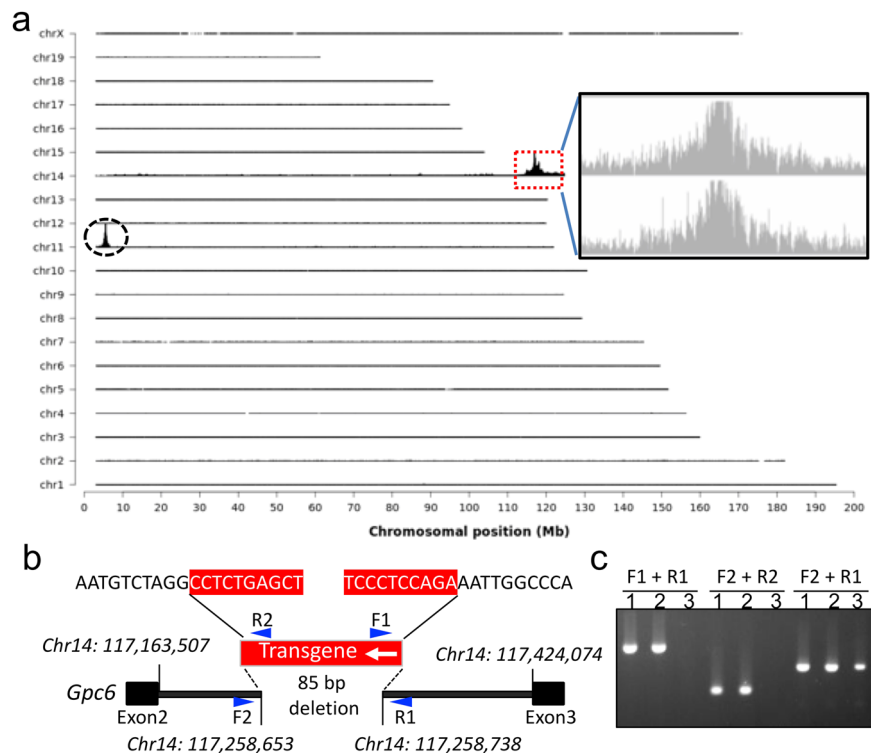 a
chrX
chr19
chr18
chr17
chr16
chr15
chr14
chr13
chr12
chr11
chr10
chr9
chr8
chr7
chr6
chr5
chr4
chr3
chr2
chr1
0 10 20 30 40 50 60 70 80 90 100 110 120 130 140 150 160 170 180 190 200
Chromosomal position (Mb)
b
AATGTCTAGGCCTCTGAGCT TCCCTCCAGAAATTGGCCCA
R2 F1
Chr14: 117,163,507
Transgene
Chr14: 117,424,074
Gpc6
85 bp
deletion
Exon2 F2 R1 Exon3
Chr14: 117,258,653 Chr14: 117,258,738
c
F1 + R1 F2 + R2 F2 + R1
1 2 3 1 2 3 1 2 3